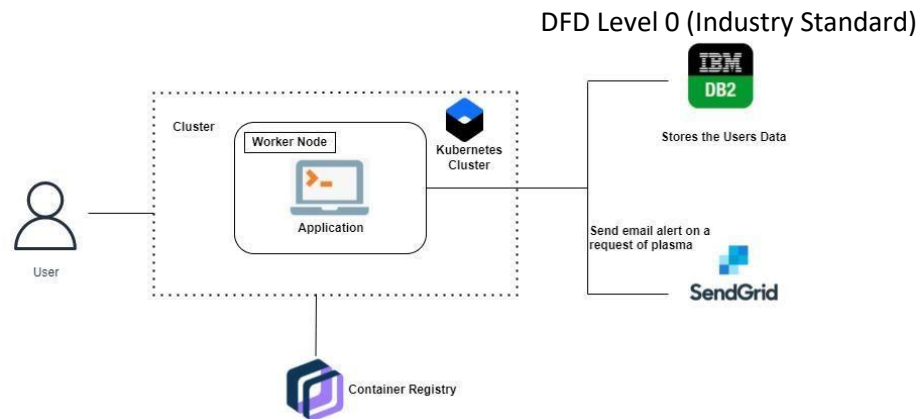 DFD Level 0 (Industry Standard)
IBM
DB2
Stores the Users Data
Cluster
Worker Node
Kubernetes
Cluster
Application
User
Send email alert on a
request of plasma
SendGrid
Container Registry